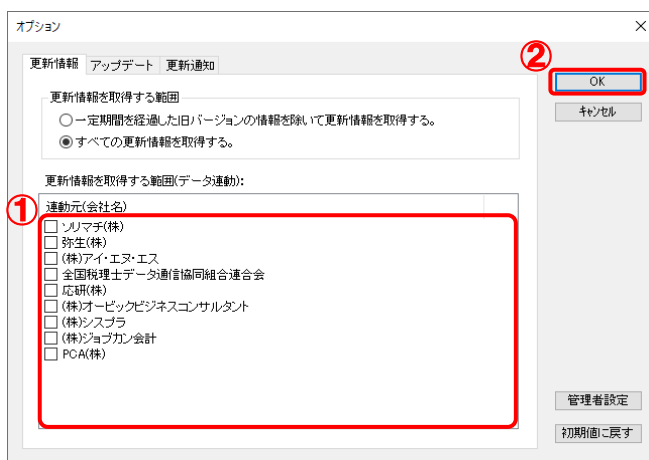 オプション
更新情報 アップデート 更新通知
②
OK
キャンセル
更新情報を取得する範囲
一定期間を経過した旧バージョンの情報を除いて更新情報を取得する。
すべての更新情報を取得する。
更新情報を取得する範囲(データ連動):
①
連動元(会社名)
ソリマチ(株)
弥生(株)
(株)アイ・エヌ・エス
全国税理士データ通信協同組合連合会
応研(株)
(株)オービックビジネスコンサルタント
(株)シスプラ
(株)ジョブカン会計
PCA(株)
管理者設定
初期値に戻す